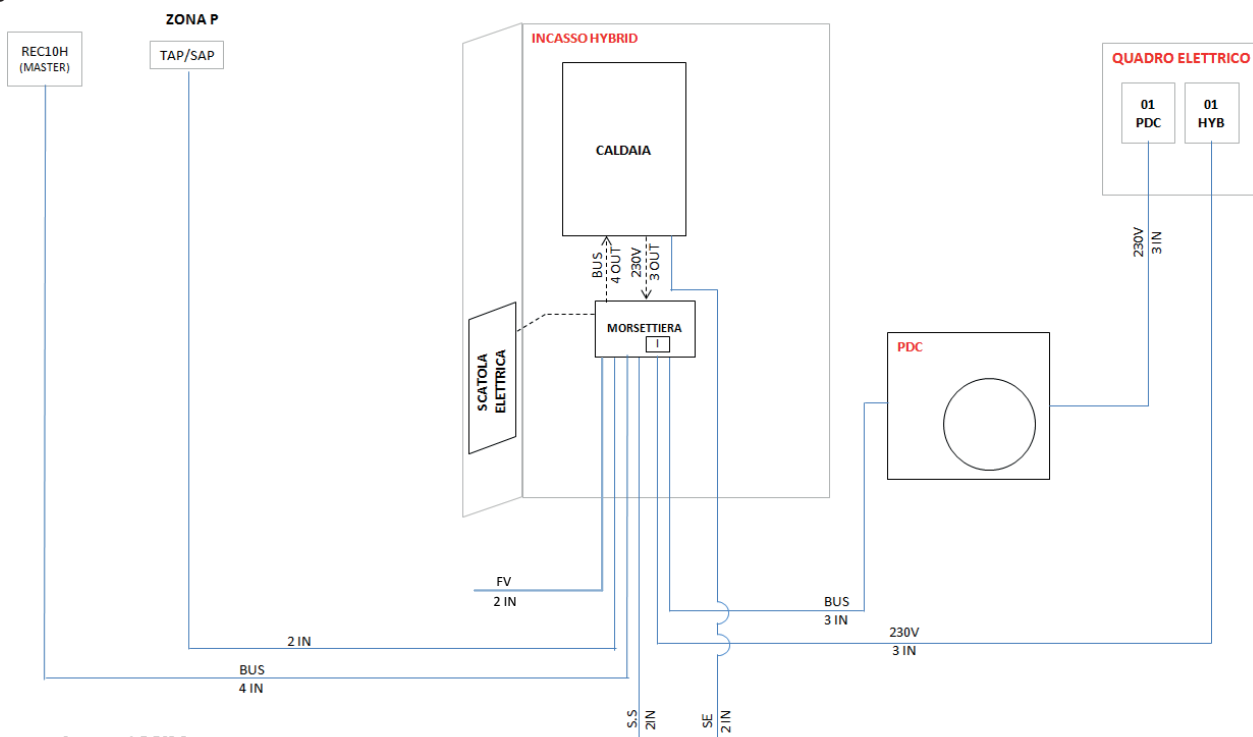 ZONA P
REC10H
(MASTER)
TAP/SAP
INCASSO HYBRID
QUADRO ELETTRICO
01
PDC
01
HYB
CALDAIA
BUS
4 OUT
230V
3 OUT
230V
3 IN
MORSETTIERA
I
SCATOLA
ELETTRICA
PDC
FV
2 IN
BUS
3 IN
230V
3 IN
2 IN
BUS
4 IN
S.S
2IN
SE
2 IN